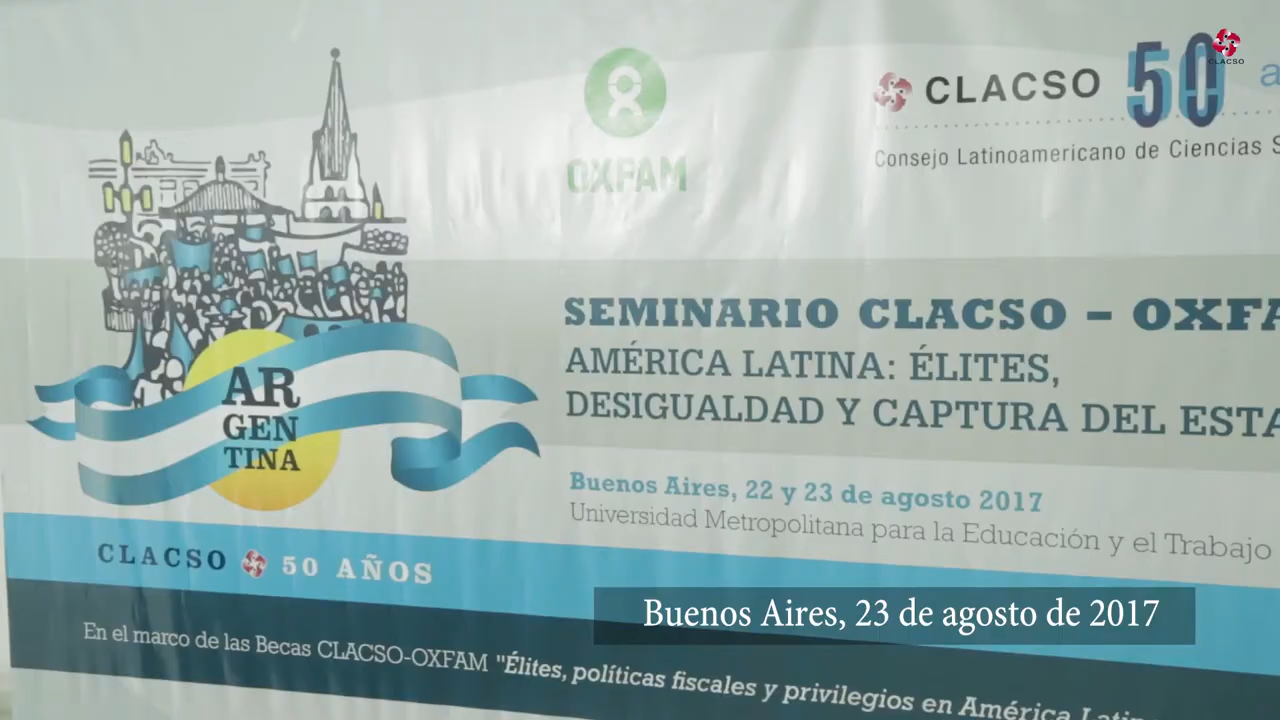 OXFAM
CLACSO 50 a
Consejo Latinoamericano de Ciencias S
CLACSO
SEMINARIO CLACSO – OXFA
AMÉRICA LATINA: ÉLITES,
DESIGUALDAD Y CAPTURA DEL ESTA
Buenos Aires, 22 y 23 de agosto 2017
Universidad Metropolitana para la Educación y el Trabajo
AR
GEN
TINA
CLACSO 50 AÑOS
En el marco de las Becas CLACSO-OXFAM "Élites, políticas fiscales y privilegios en América Latin
Buenos Aires, 23 de agosto de 2017